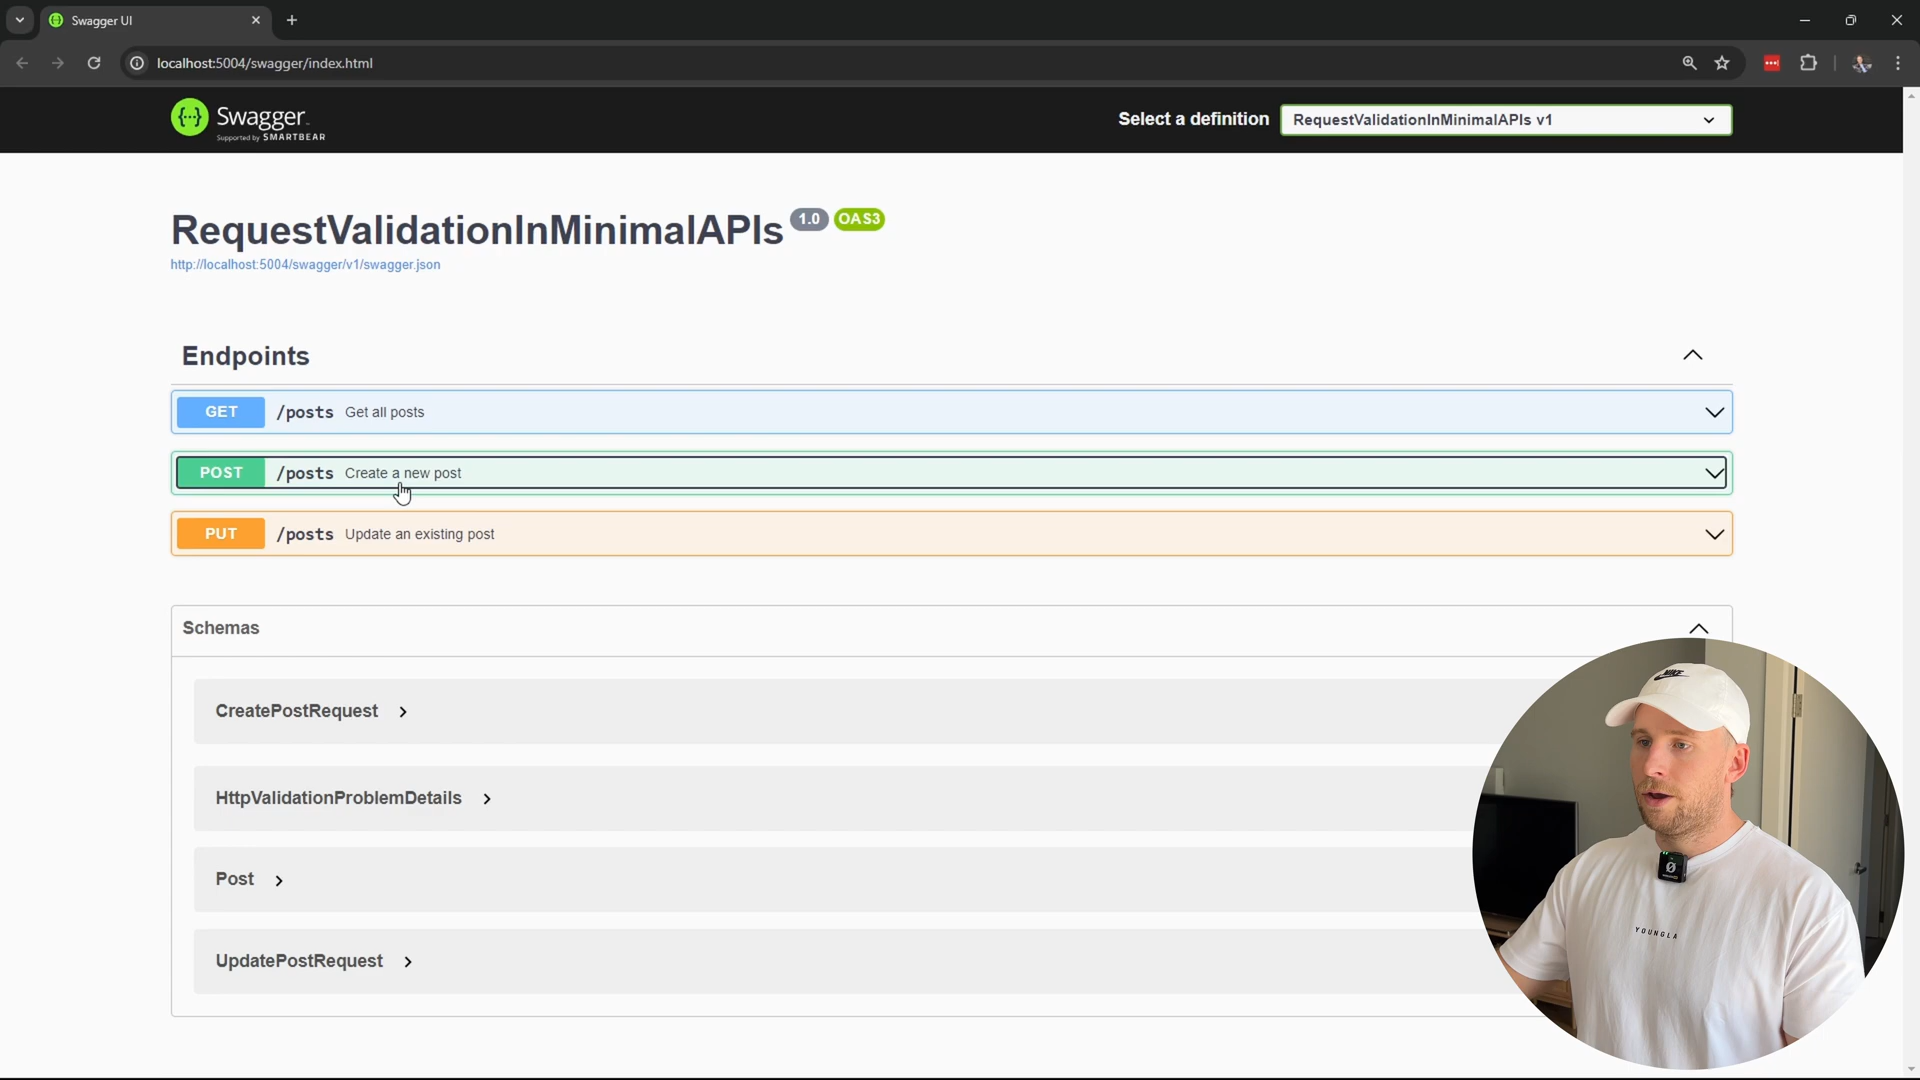 Swagger UI
localhost:5004/swagger/index.html
Swagger
Supported by SMARTBEAR
Select a definition
RequestValidationInMinimalAPIs v1
RequestValidationInMinimalAPIs 1.0 OAS3
http://localhost:5004/swagger/v1/swagger.json
Endpoints
GET /posts Get all posts
POST /posts Create a new post
PUT /posts Update an existing post
Schemas
CreatePostRequest
HttpValidationProblemDetails
Post
UpdatePostRequest
NIKE
YOUNGLA